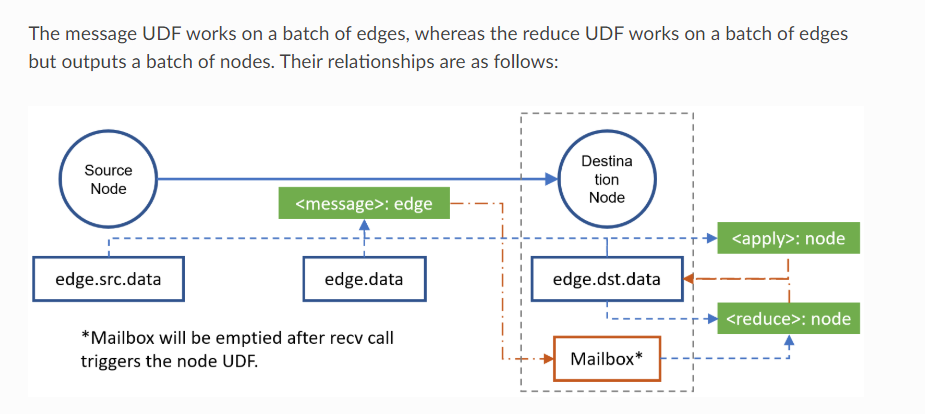 The message UDF works on a batch of edges, whereas the reduce UDF works on a batch of edges
but outputs a batch of nodes. Their relationships are as follows:
Source
Node
Destina
tion
Node
<message>: edge
<apply>: node
edge.src.data
edge.data
edge.dst.data
<reduce>: node
*Mailbox will be emptied after recv call
triggers the node UDF.
Mailbox*